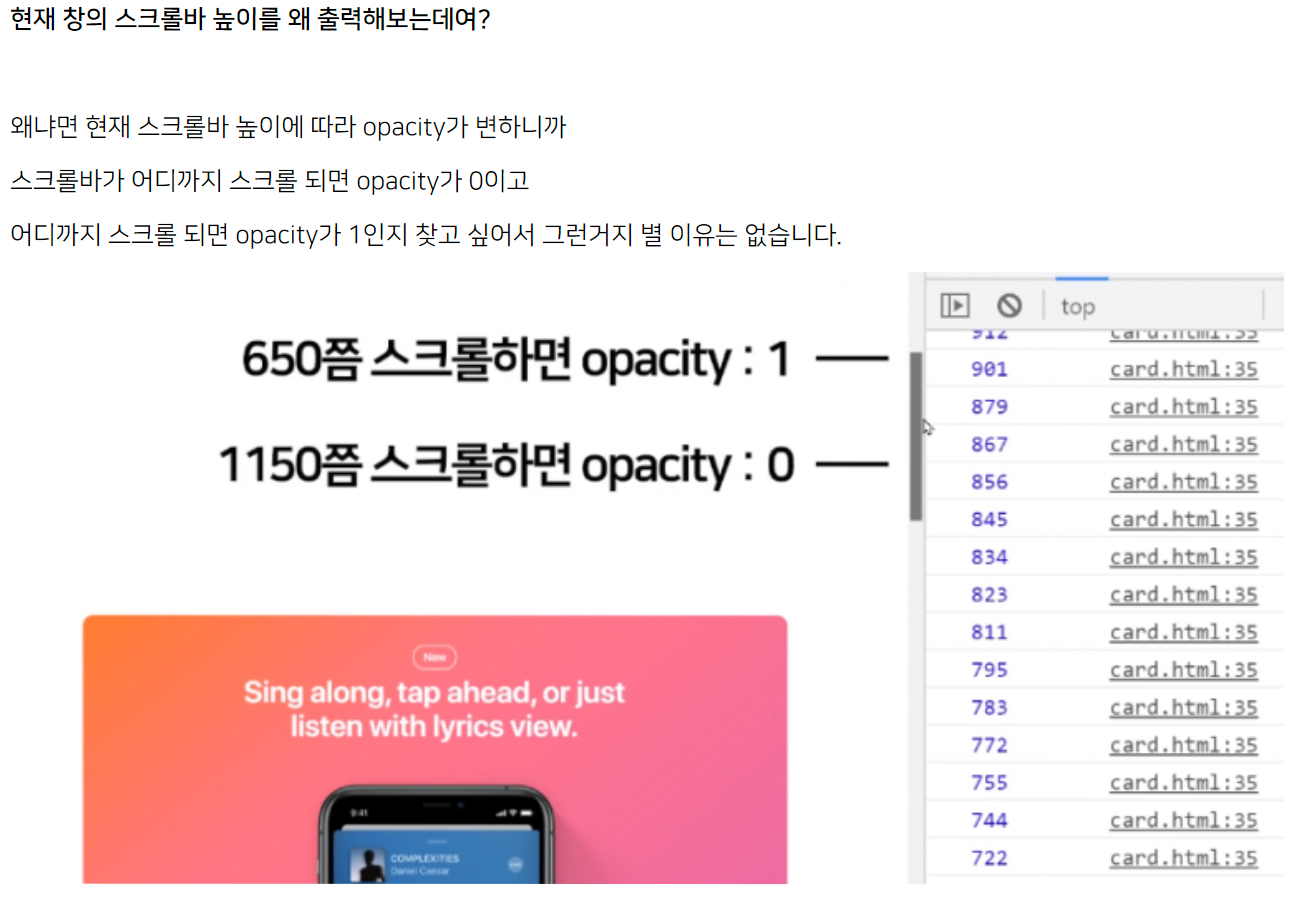 현재 창의 스크롤바 높이를 왜 출력해보는데여?
왜냐면 현재 스크롤바 높이에 따라 opacity가 변하니까
스크롤바가 어디까지 스크롤 되면 opacity가 0이고
어디까지 스크롤 되면 opacity가 1인지 찾고 싶어서 그런거지 별 이유는 없습니다.
650쯤 스크롤하면 opacity : 1
1150쯤 스크롤하면 opacity : 0
New
Sing along, tap ahead, or just
listen with lyrics view.
9:41
COMPLEXITIES
Daniel Caesar
top
912 card.html:35
901 card.html:35
879 card.html:35
867 card.html:35
856 card.html:35
845 card.html:35
834 card.html:35
823 card.html:35
811 card.html:35
795 card.html:35
783 card.html:35
772 card.html:35
755 card.html:35
744 card.html:35
722 card.html:35